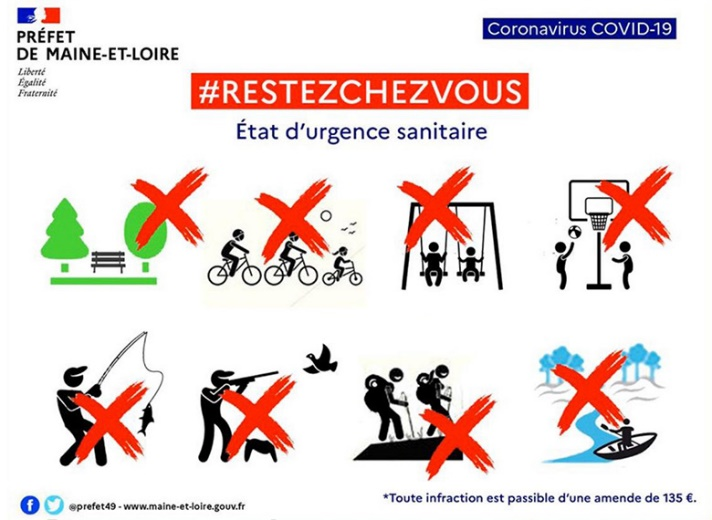 PRÉFET
DE MAINE-ET-LOIRE
Liberté
Égalité
Fraternité
Coronavirus COVID-19
#RESTEZCHEZVOUS
État d'urgence sanitaire
@prefet49 - www.maine-et-loire.gouv.fr
*Toute infraction est passible d'une amende de 135 €.